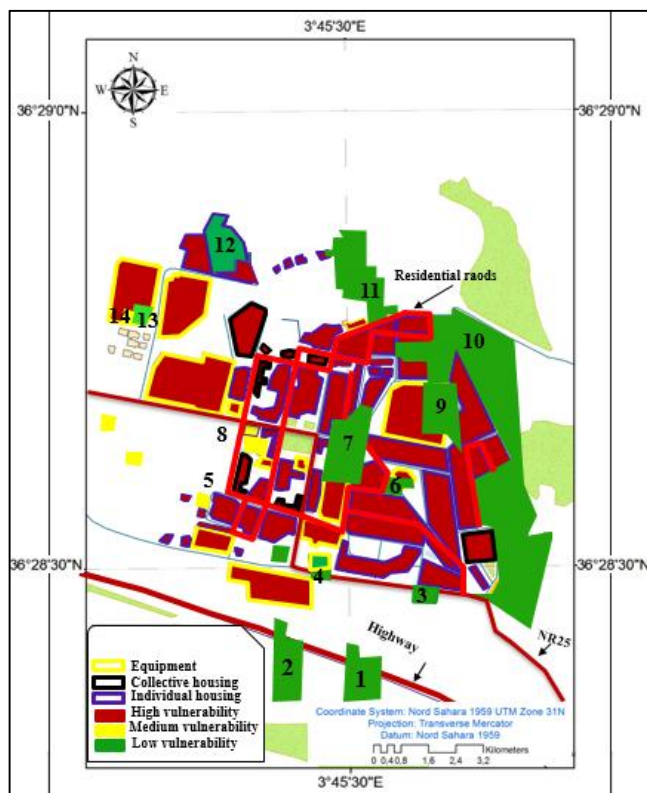 3°45'30"E
N
W E
S
36°29'0"N
36°29'0"N
12
11
Residential raods
14
13
10
9
8
7
5
6
36°28'30"N
36°28'30"N
4
3
Highway
NR25
2
1
Equipment
Collective housing
Individual housing
High vulnerability
Medium vulnerability
Low vulnerability
Coordinate System: Nord Sahara 1959 UTM Zone 31N
Projection: Transverse Mercator
Datum: Nord Sahara 1959
Kilometers
0 0,40,8 1,6 2,4 3,2
3°45'30"E